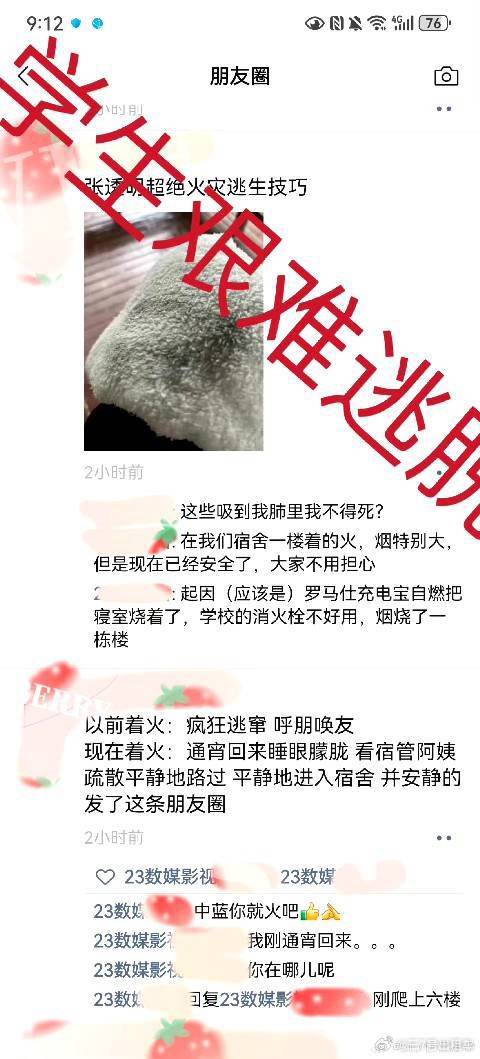 9:12
4G
76
朋友圈
小时前
学生艰难逃脱
张透明超绝火灾逃生技巧
2小时前
这些吸到我肺里我不得死?
: 在我们宿舍一楼着的火，烟特别大，
但是现在已经安全了，大家不用担心
2
: 起因（应该是）罗马仕充电宝自燃把
寝室烧着了，学校的消火栓不好用，烟烧了一
栋楼
BERRY
以前着火：疯狂逃窜 呼朋唤友
现在着火：通宵回来睡眼朦胧 看宿管阿姨
疏散平静地路过 平静地进入宿舍 并安静的
发了这条朋友圈
2小时前
23数媒影视
23数媒
23数媒
中蓝你就火吧👍
23数媒影视
我刚通宵回来。。。
23数媒影视
你在哪儿呢
23数媒
回复23数媒影视
刚爬上六楼